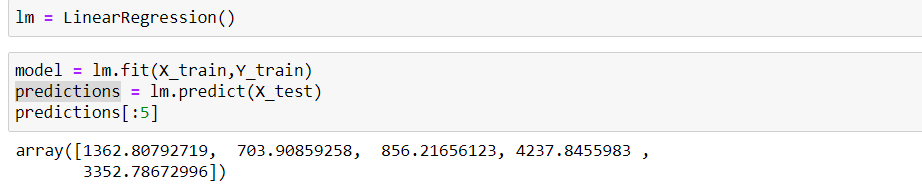 lm = LinearRegression()
model = lm.fit(X_train,Y_train)
predictions = lm.predict(X_test)
predictions[:5]
array([1362.80792719,  703.90859258,  856.21656123, 4237.8455983 ,
       3352.78672996])